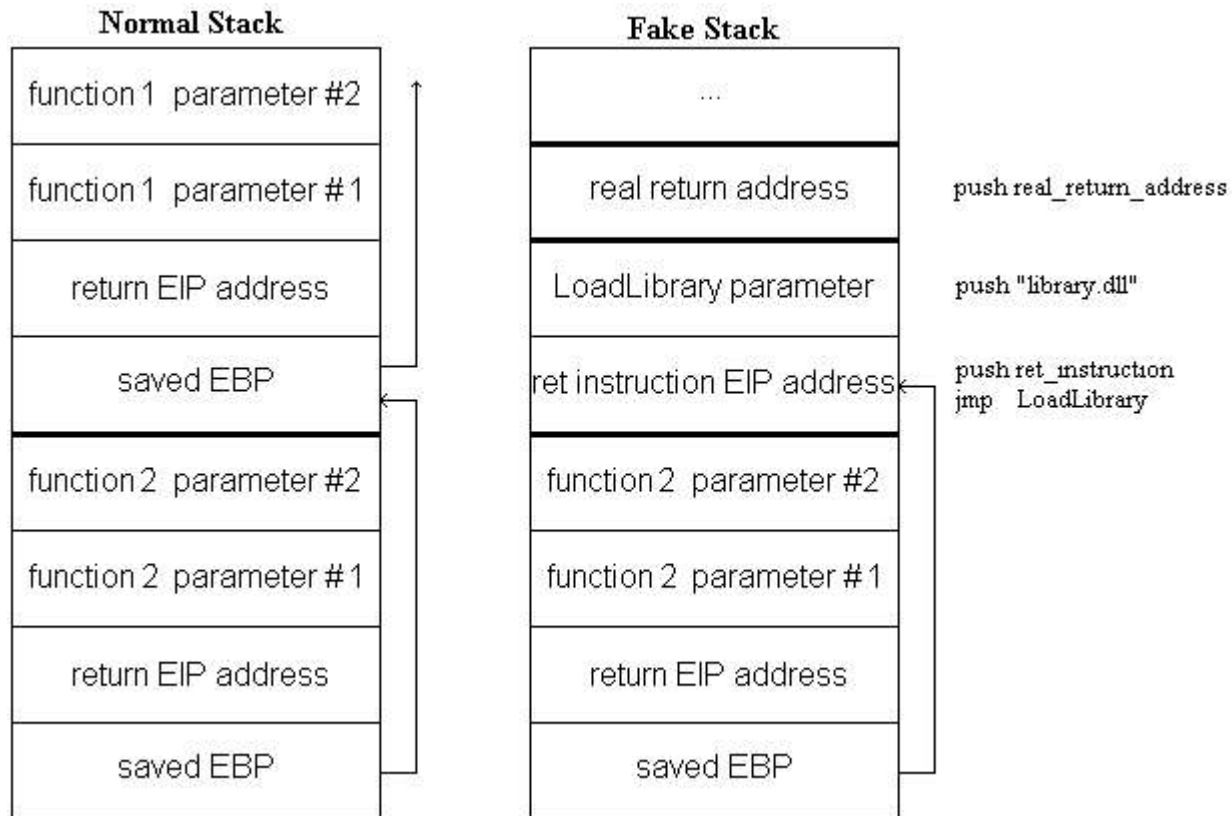 Normal Stack
function 1 parameter #2
function 1 parameter #1
return EIP address
saved EBP
function 2 parameter #2
function 2 parameter #1
return EIP address
saved EBP
Fake Stack
...
real return address
push real_return_address
LoadLibrary parameter
push "library.dll"
ret instruction EIP address
push ret_instruction
jmp LoadLibrary
function 2 parameter #2
function 2 parameter #1
return EIP address
saved EBP